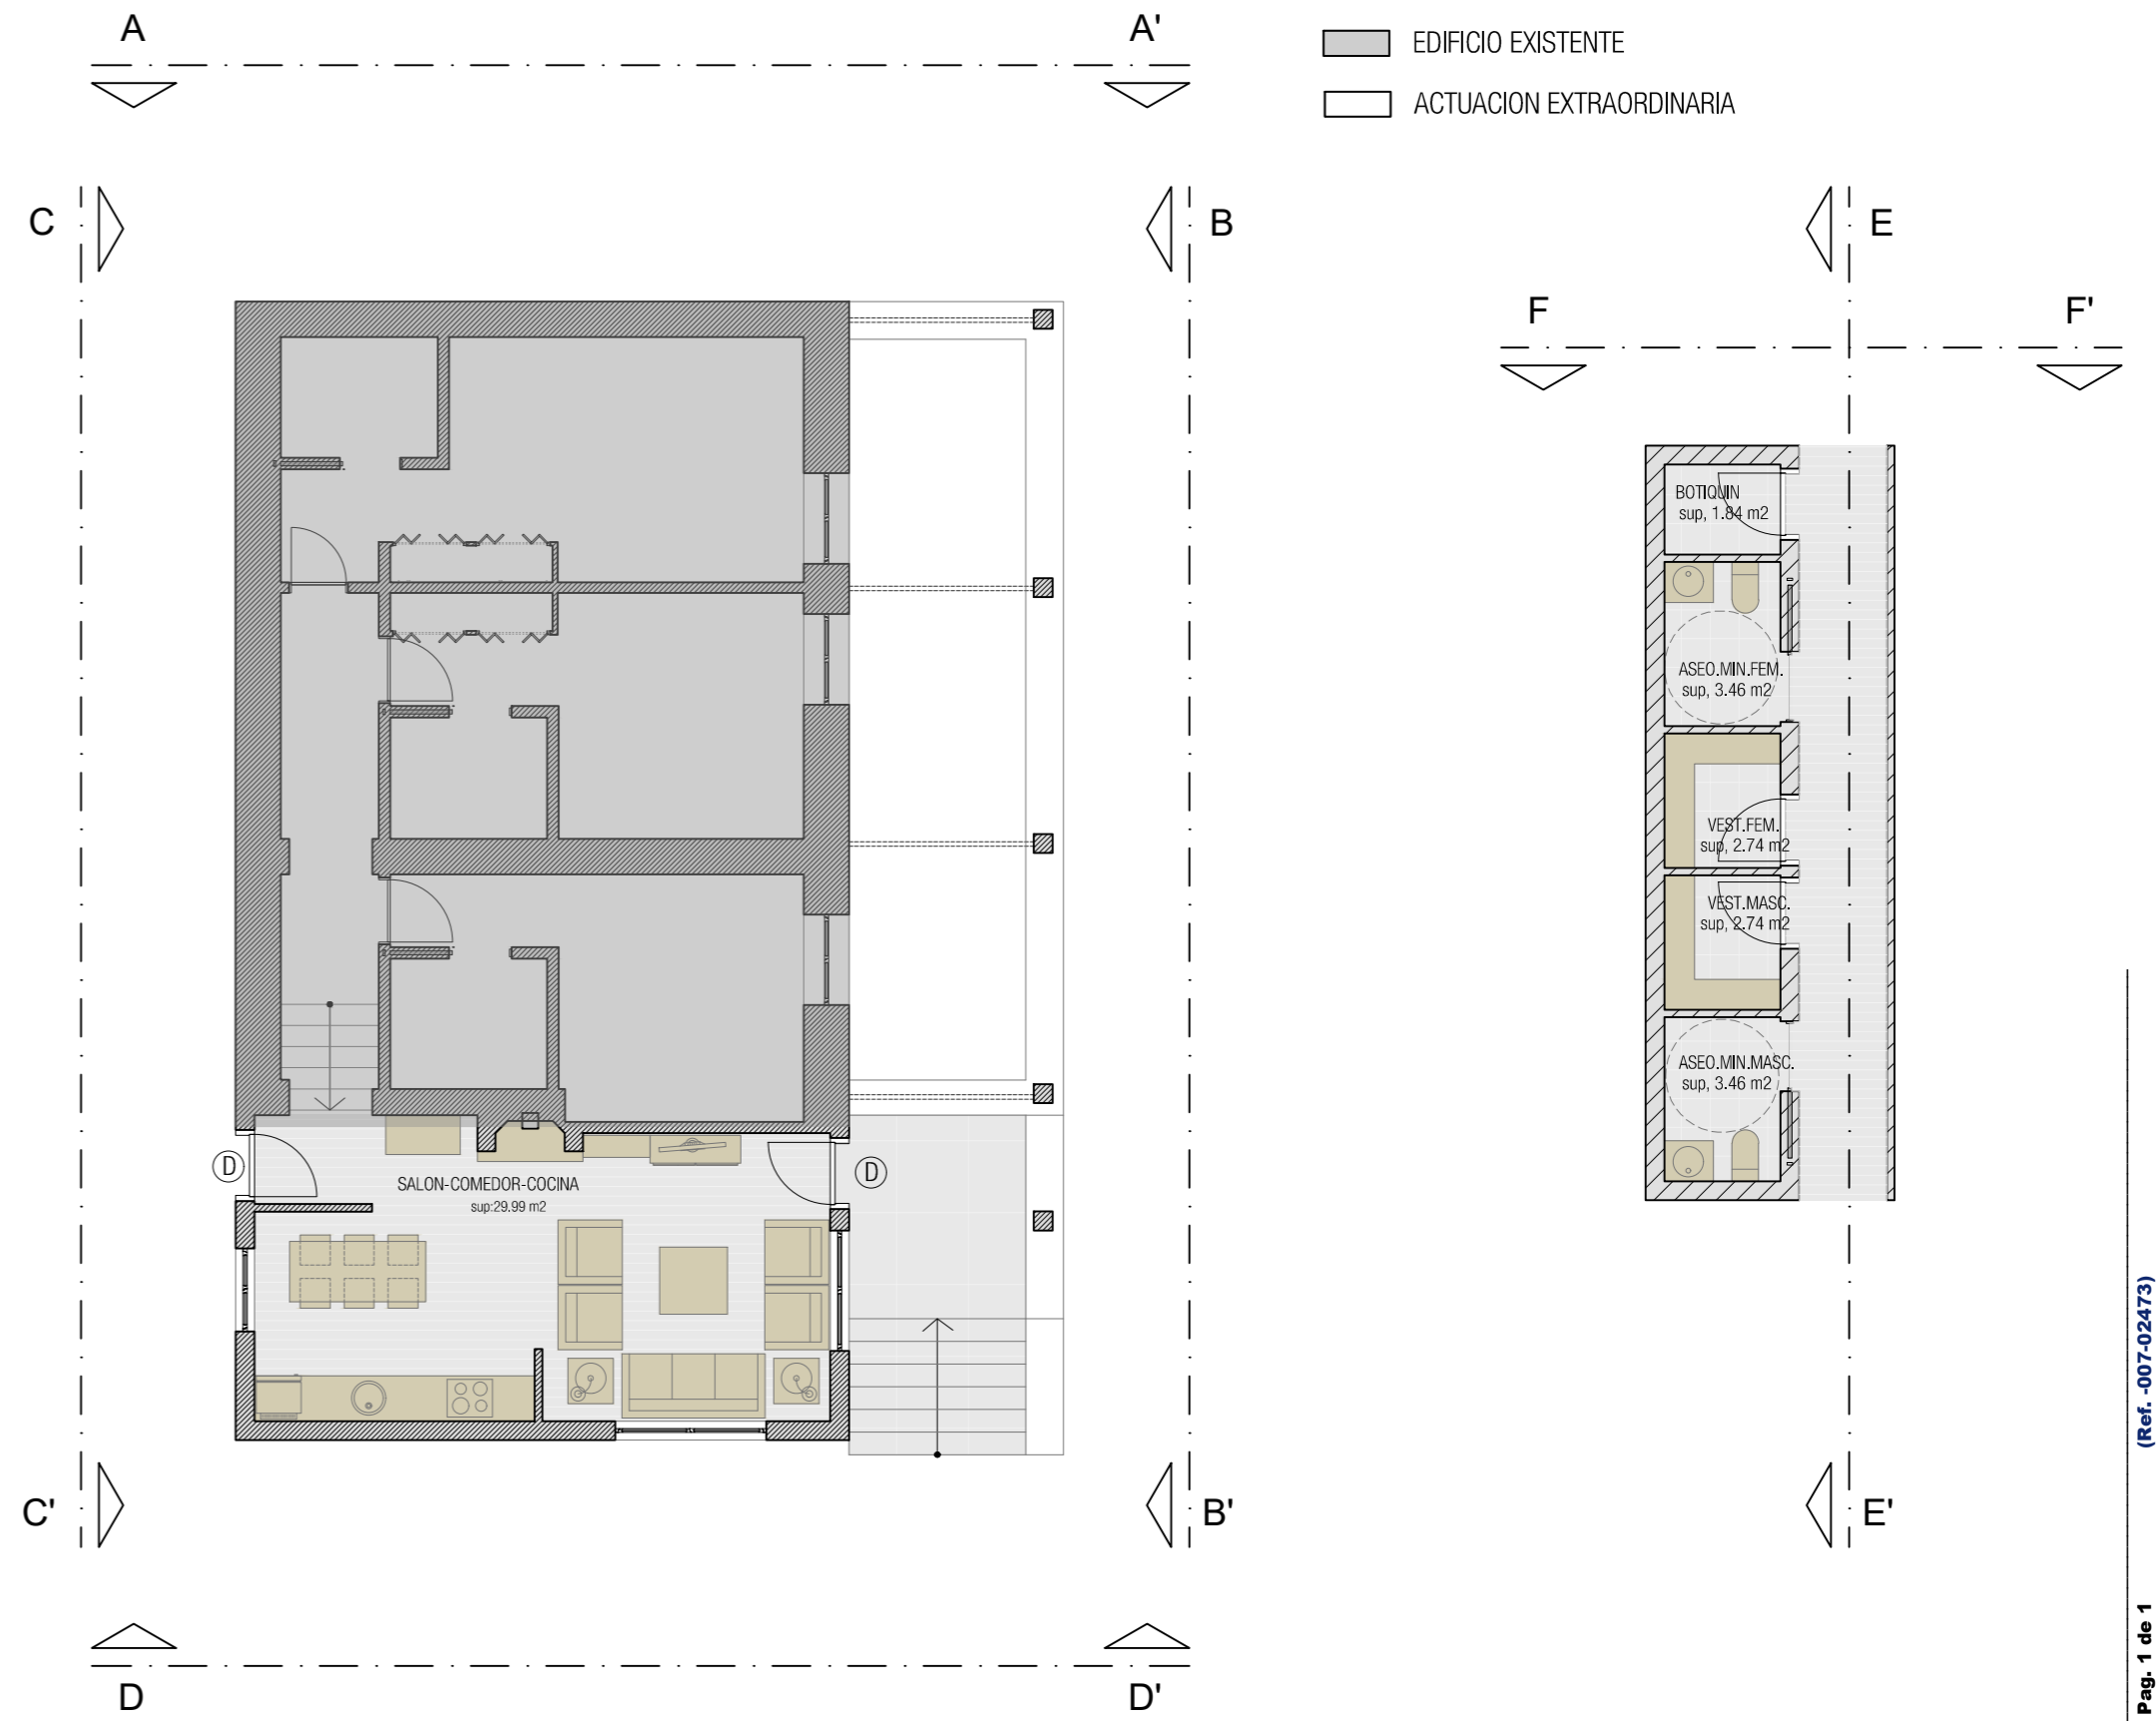 A
A'
EDIFICIO EXISTENTE
ACTUACION EXTRAORDINARIA
C
B
E
F
F'
BOTIQUIN
sup, 1.84 m2
ASEO.MIN.FEM.
sup, 3.46 m2
VEST.FEM.
sup, 2.74 m2
VEST.MASC.
sup, 2.74 m2
ASEO.MIN.MASC.
sup, 3.46 m2
D
D
SALON-COMEDOR-COCINA
sup:29.99 m2
C'
B'
E'
D
D'
(Ref. -007-02473)
Pag. 1 de 1